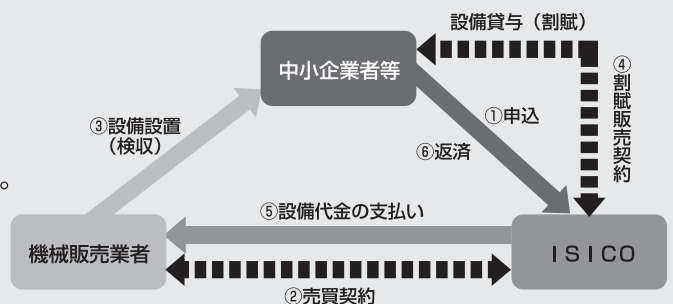 設備貸与（割賦）
中小企業者等
④割賦販売契約
①申込
③設備設置
（検収）
⑥返済
。
⑤設備代金の支払い
機械販売業者
ISICO
②売買契約